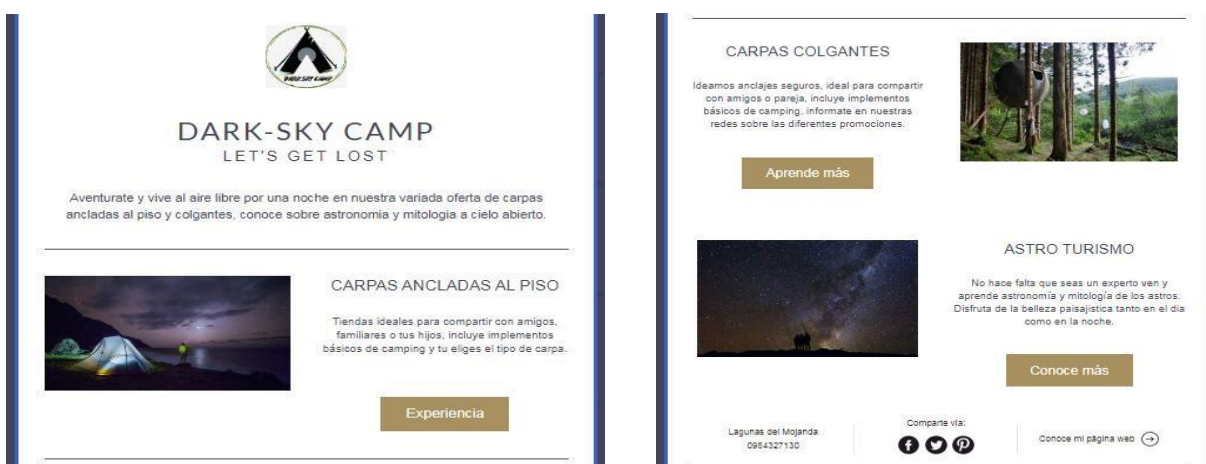 DARK-SKY CAMP
DARK-SKY CAMP
LET'S GET LOST
Aventurate y vive al aire libre por una noche en nuestra variada oferta de carpas
ancladas al piso y colgantes, conoce sobre astronomia y mitologia a cielo abierto.
CARPAS ANCLADAS AL PISO
Tiendas ideales para compartir con amigos,
familiares o tus hijos, incluye implementos
básicos de camping y tu eliges el tipo de carpa.
Experiencia
CARPAS COLGANTES
Ideamos anclajes seguros, ideal para compartir
con amigos o pareja, incluye implementos
básicos de camping, informate en nuestras
redes sobre las diferentes promociones.
Aprende más
ASTRO TURISMO
No hace falta que seas un experto ven y
aprende astronomía y mitología de los astros.
Disfruta de la belleza paisajistica tanto en el dia
como en la noche.
Conoce más
Lagunas del Mojanda
0984327130
Comparte vía:
Conoce mi página web